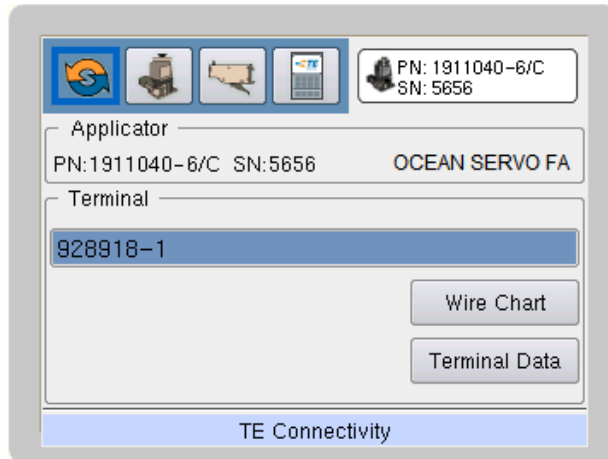 S
TE
PN: 1911040-6/C
SN: 5656
Applicator
PN:1911040-6/C SN:5656 OCEAN SERVO FA
Terminal
928918-1
Wire Chart
Terminal Data
TE Connectivity